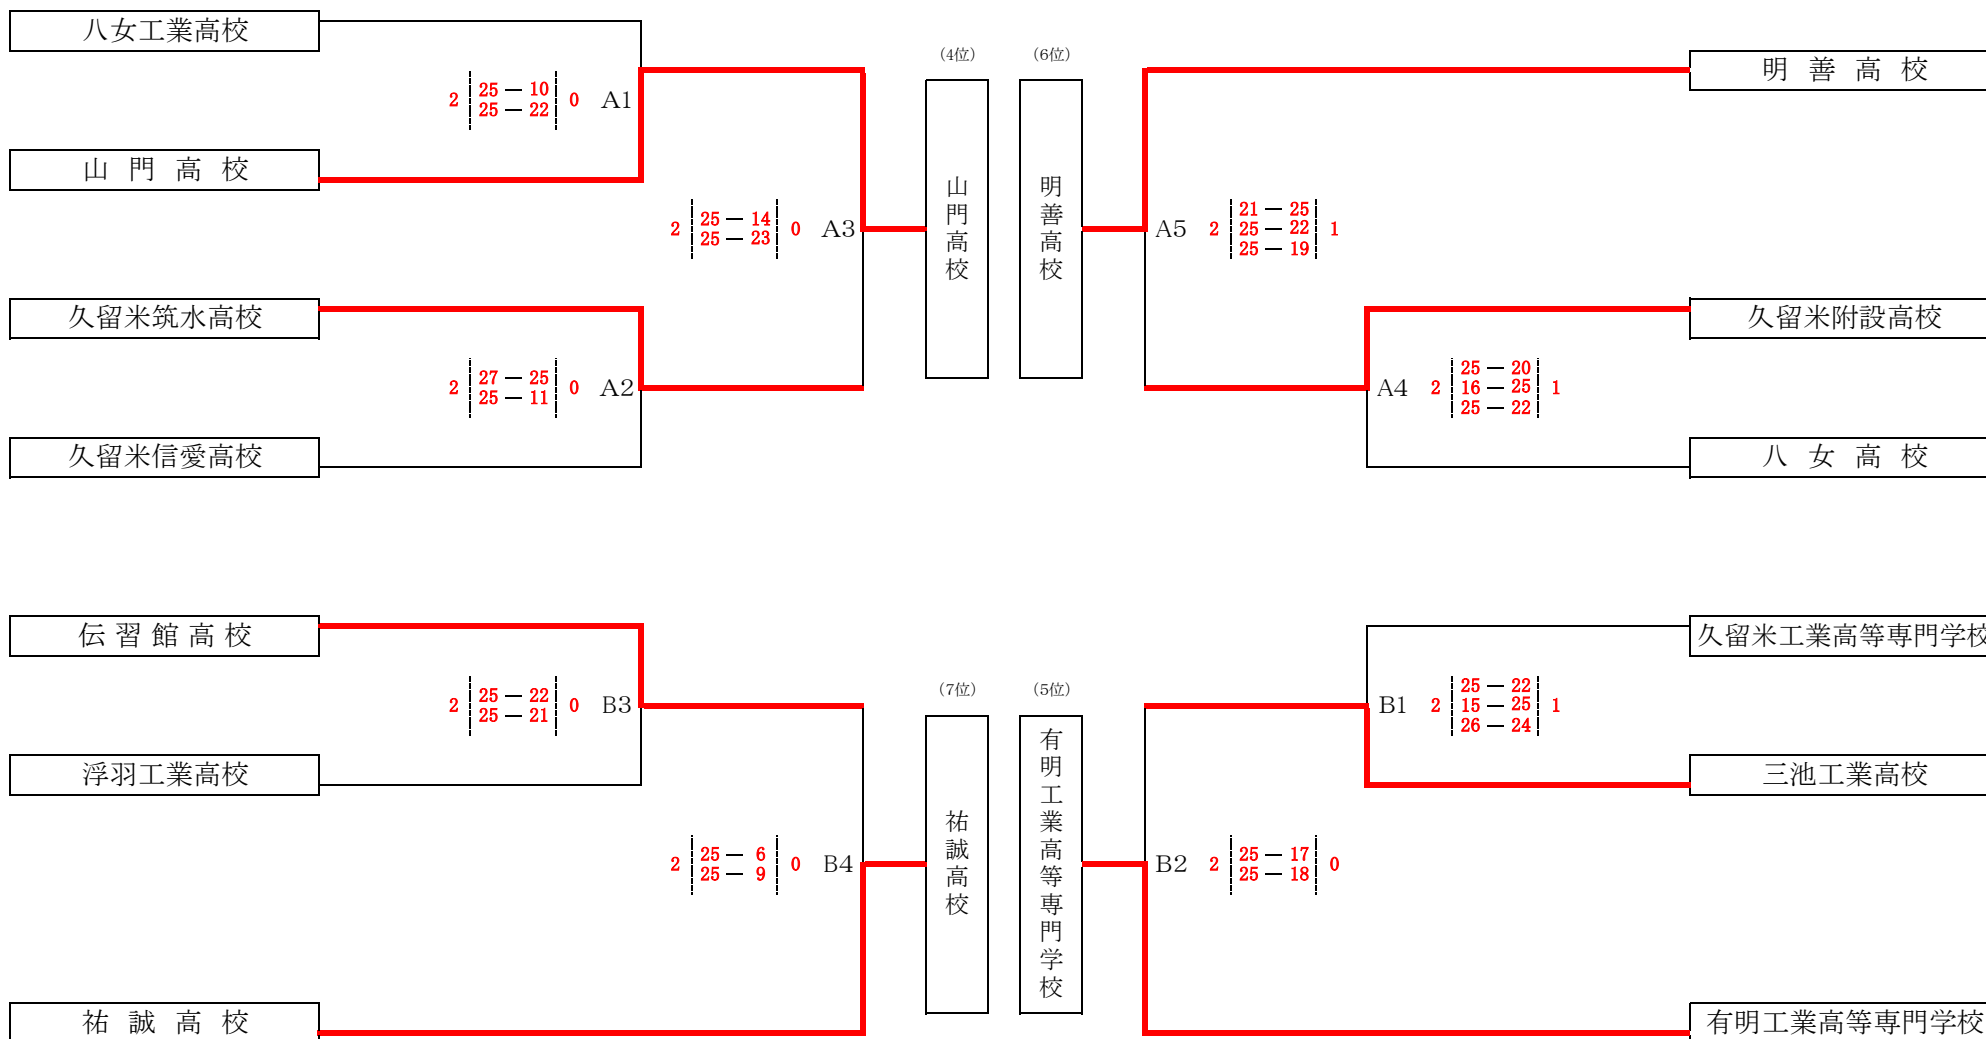 八女工業高校
2 25 ― 10 0 A1
25 ― 22
山門高校
2 25 ― 14 0 A3
25 ― 23
久留米筑水高校
2 27 ― 25 0 A2
25 ― 11
久留米信愛高校
(4位)
山門高校
(6位)
明善高校
明善高校
A5 2 21 ― 25 1
25 ― 22
25 ― 19
久留米附設高校
A4 2 25 ― 20 1
16 ― 25
25 ― 22
八女高校
伝習館高校
2 25 ― 22 0 B3
25 ― 21
浮羽工業高校
2 25 ― 6 0 B4
25 ― 9
祐誠高校
(7位)
祐誠高校
(5位)
有明工業高等専門学校
久留米工業高等専門学校
B1 2 25 ― 22 1
15 ― 25
26 ― 24
三池工業高校
B2 2 25 ― 17 0
25 ― 18
有明工業高等専門学校